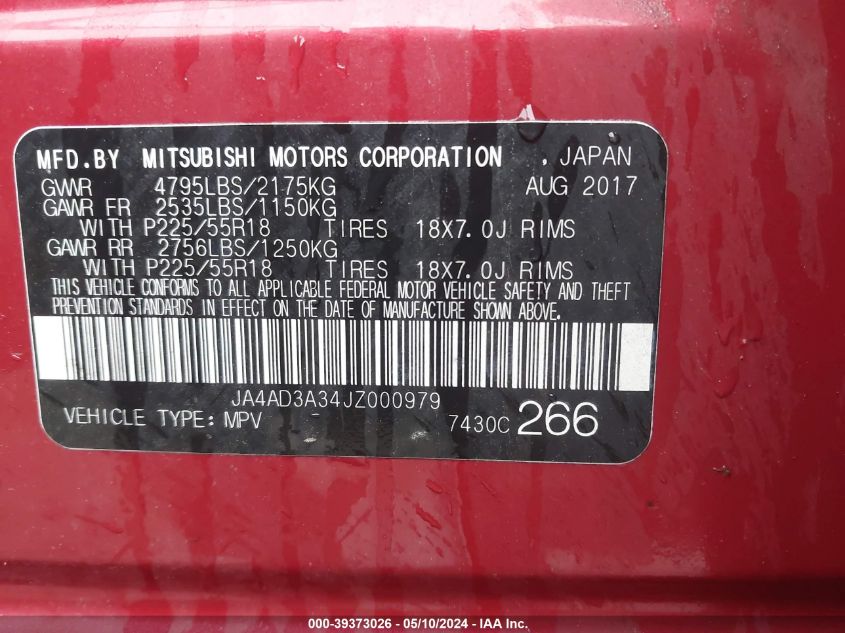 MFD.BY MITSUBISHI MOTORS CORPORATION , JAPAN
GVWR 4795LBS/2175KG AUG 2017
GAWR FR 2535LBS/1150KG
WITH P225/55R18 TIRES 18X7.0J RIMS
GAWR RR 2756LBS/1250KG
WITH P225/55R18 TIRES 18X7.0J RIMS
THIS VEHICLE CONFORMS TO ALL APPLICABLE FEDERAL MOTOR VEHICLE SAFETY AND THEFT
PREVENTION STANDARDS IN EFFECT ON THE DATE OF MANUFACTURE SHOWN ABOVE.
JA4AD3A34JZ000979
VEHICLE TYPE: MPV 7430C 266
000-39373026 - 05/10/2024 - IAA Inc.